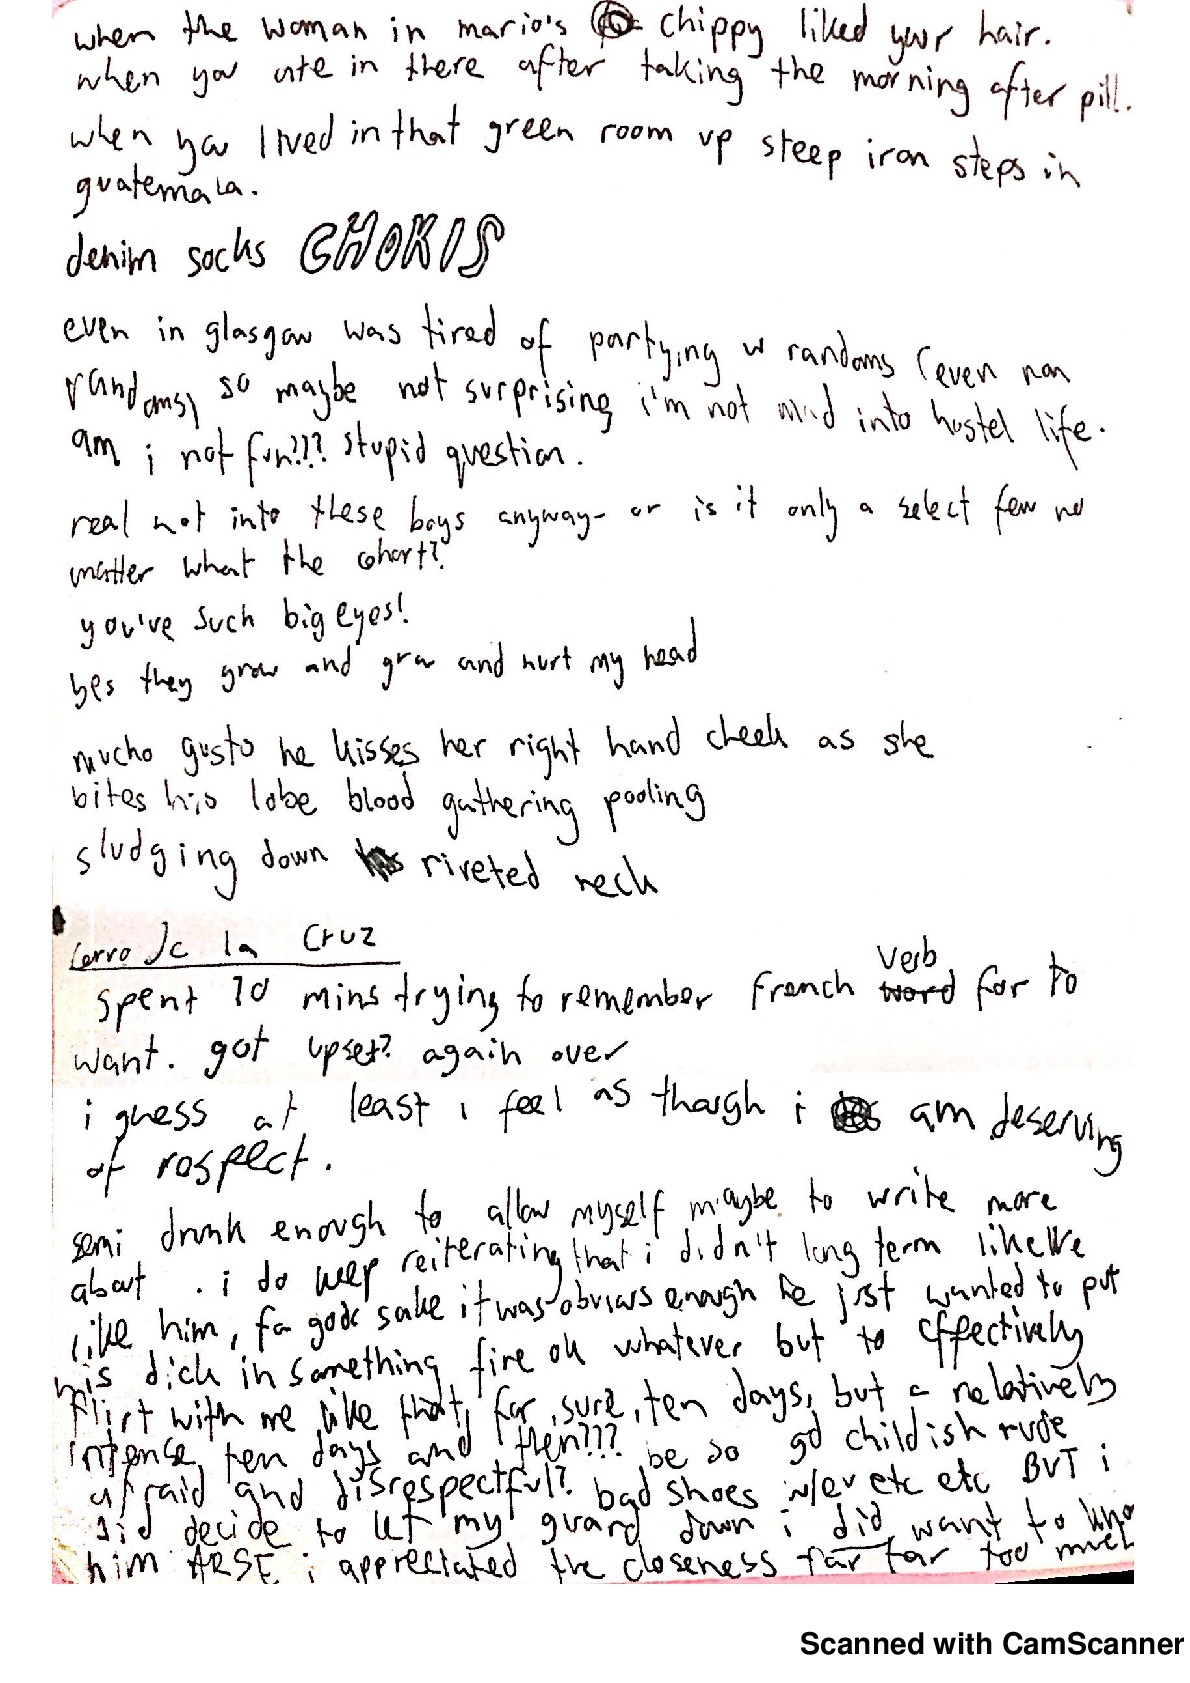 when the woman in mario's chippy liked your hair.
when you ate in there after taking the morning after pill.
when you lived in that green room up steep iron steps in
guatemala.
denim socks CHOKIS
even in glasgow was tired of partying w randoms (even non
randoms) so maybe not surprising i'm not mad into hostel life.
am i not fun??? stupid question.
real not into these boys anyway- or is it only a select few no
matter what the cohort?
you've such big eyes!
yes they grow and grow and hurt my head
mucho gusto he kisses her right hand cheek as she
bites his lobe blood gathering pooling
sludging down riveted neck
Cerro de la Cruz
spent 10 mins trying to remember french word verb for to
want. got upset? again over
i guess at least i feel as though i am deserving
of respect.
semi drunk enough to allow myself maybe to write more
about . i do keep reiterating that i didn't long term like
like him, for gods sake it was obvious enough he just wanted to put
his dick in something fire ok whatever but to effectively
flirt with me like that, for, sure, ten days, but a relatively
intense ten days and then??? be so childish rude
afraid and disrespectful? bad shoes w/ev etc etc BUT i
did decide to let my guard down i did want to know
him ARSE i appreciated the closeness far far too much
Scanned with CamScanner